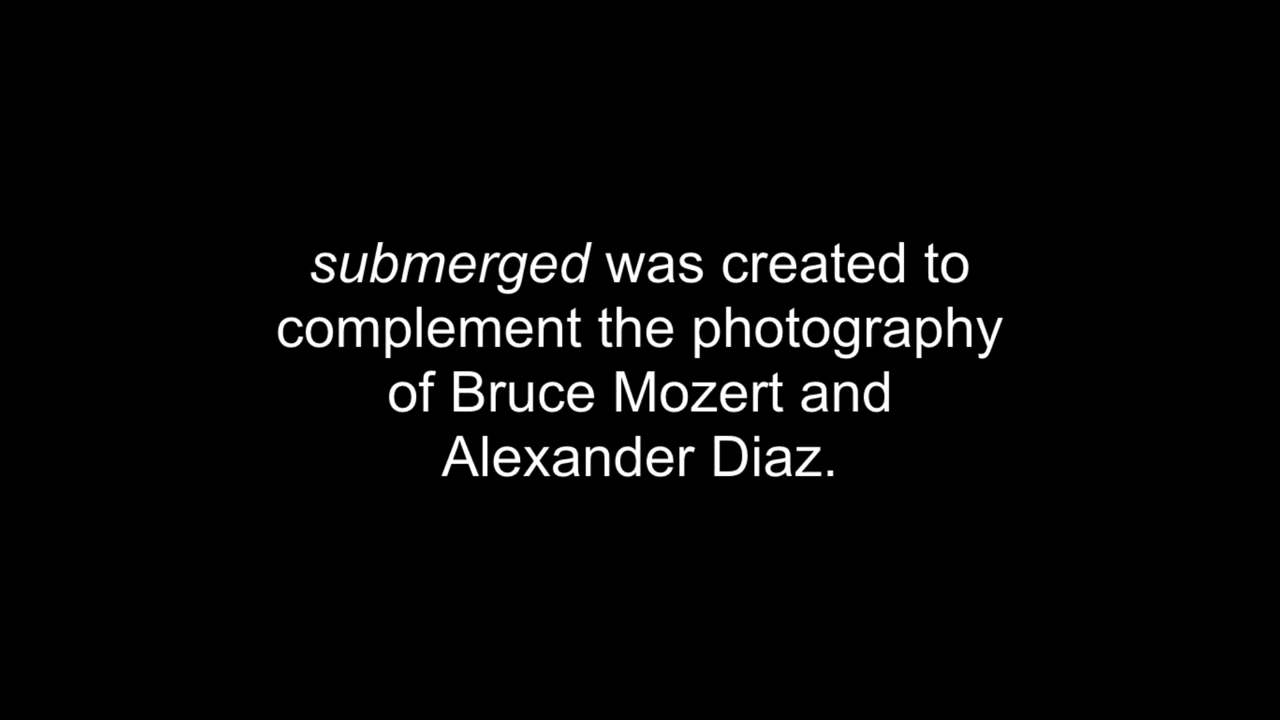 submerged was created to
complement the photography
of Bruce Mozert and
Alexander Diaz.